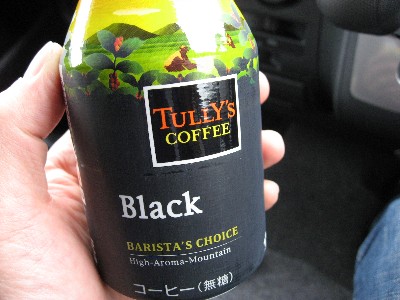 TULLY'S
COFFEE
Black
BARISTA'S CHOICE
High-Aroma-Mountain
コーヒー(無糖)